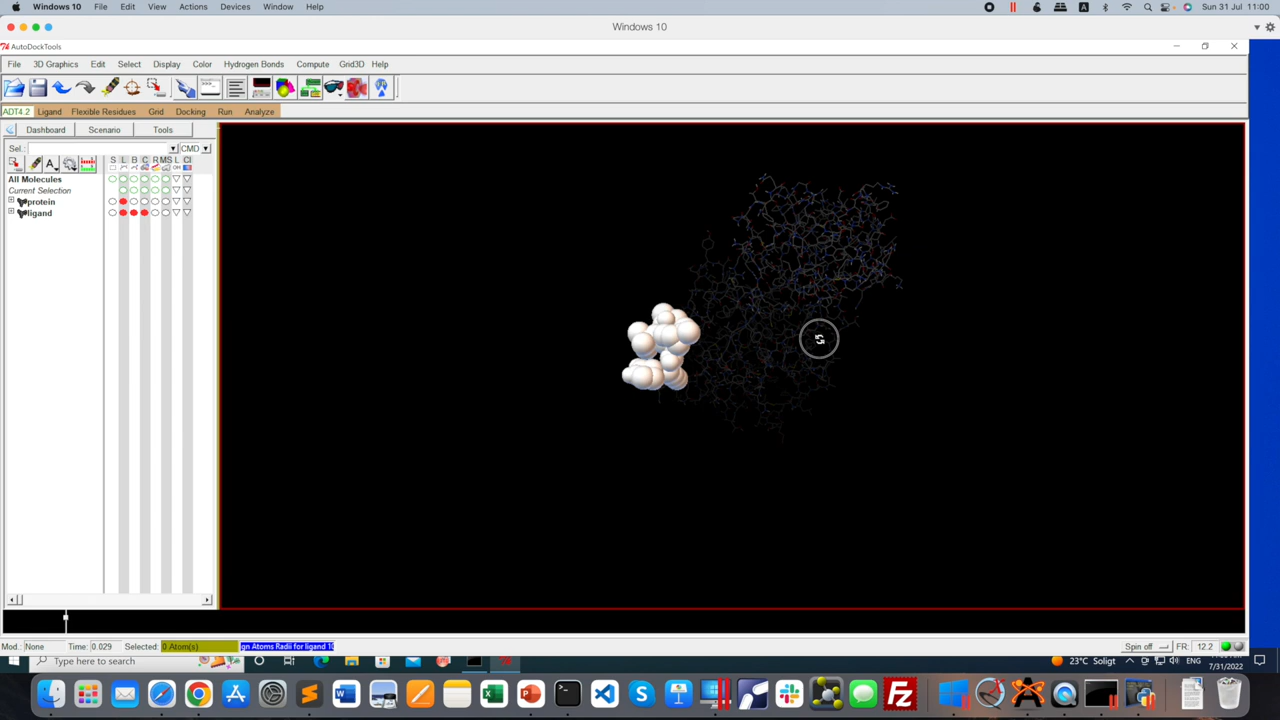 Windows 10 File Edit View Actions Devices Window Help A Sun 31 Jul 11:00
Windows 10
AutoDockTools
File 3D Graphics Edit Select Display Color Hydrogen Bonds Compute Grid3D Help
ADT4.2 Ligand Flexible Residues Grid Docking Run Analyze
Dashboard Scenario Tools
Sel.: CMD
A S L B C R MS L Cl
All Molecules
Current Selection
protein
ligand
Mod.: None Time: 0.029 Selected: 0 Atom(s) gn Atoms Radii for ligand 10 Spin off FR: 12.2
Type here to search 23°C Soligt ENG
7/31/2022